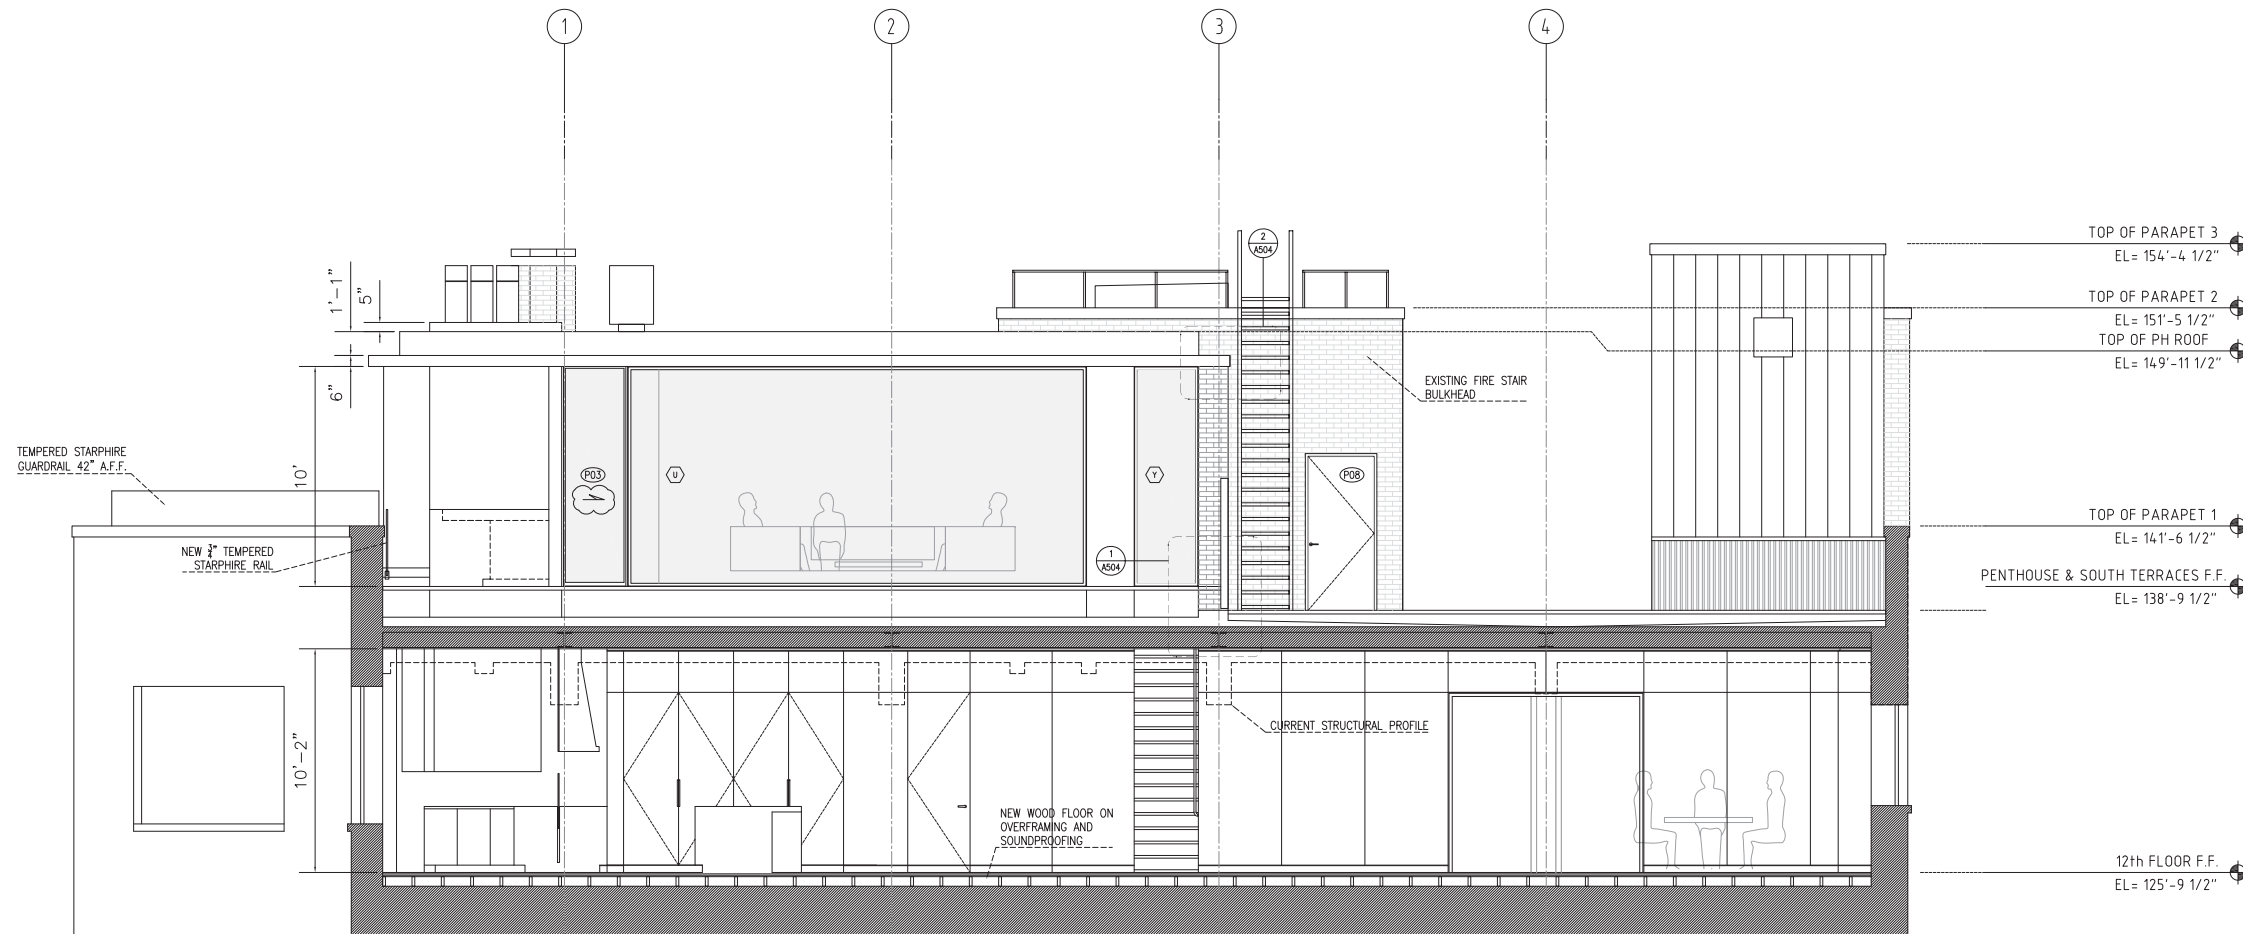 1
2
3
4
2
A504
TOP OF PARAPET 3
EL= 154'-4 1/2"
TOP OF PARAPET 2
EL= 151'-5 1/2"
TOP OF PH ROOF
EL= 149'-11 1/2"
1'-1"
5"
6"
EXISTING FIRE STAIR
BULKHEAD
TEMPERED STARPHIRE
GUARDRAIL 42" A.F.F.
10'
P03
U
Y
P08
NEW 3/4" TEMPERED
STARPHIRE RAIL
1
A504
TOP OF PARAPET 1
EL= 141'-6 1/2"
PENTHOUSE & SOUTH TERRACES F.F.
EL= 138'-9 1/2"
CURRENT STRUCTURAL PROFILE
10'-2"
NEW WOOD FLOOR ON
OVERFRAMING AND
SOUNDPROOFING
12th FLOOR F.F.
EL= 125'-9 1/2"